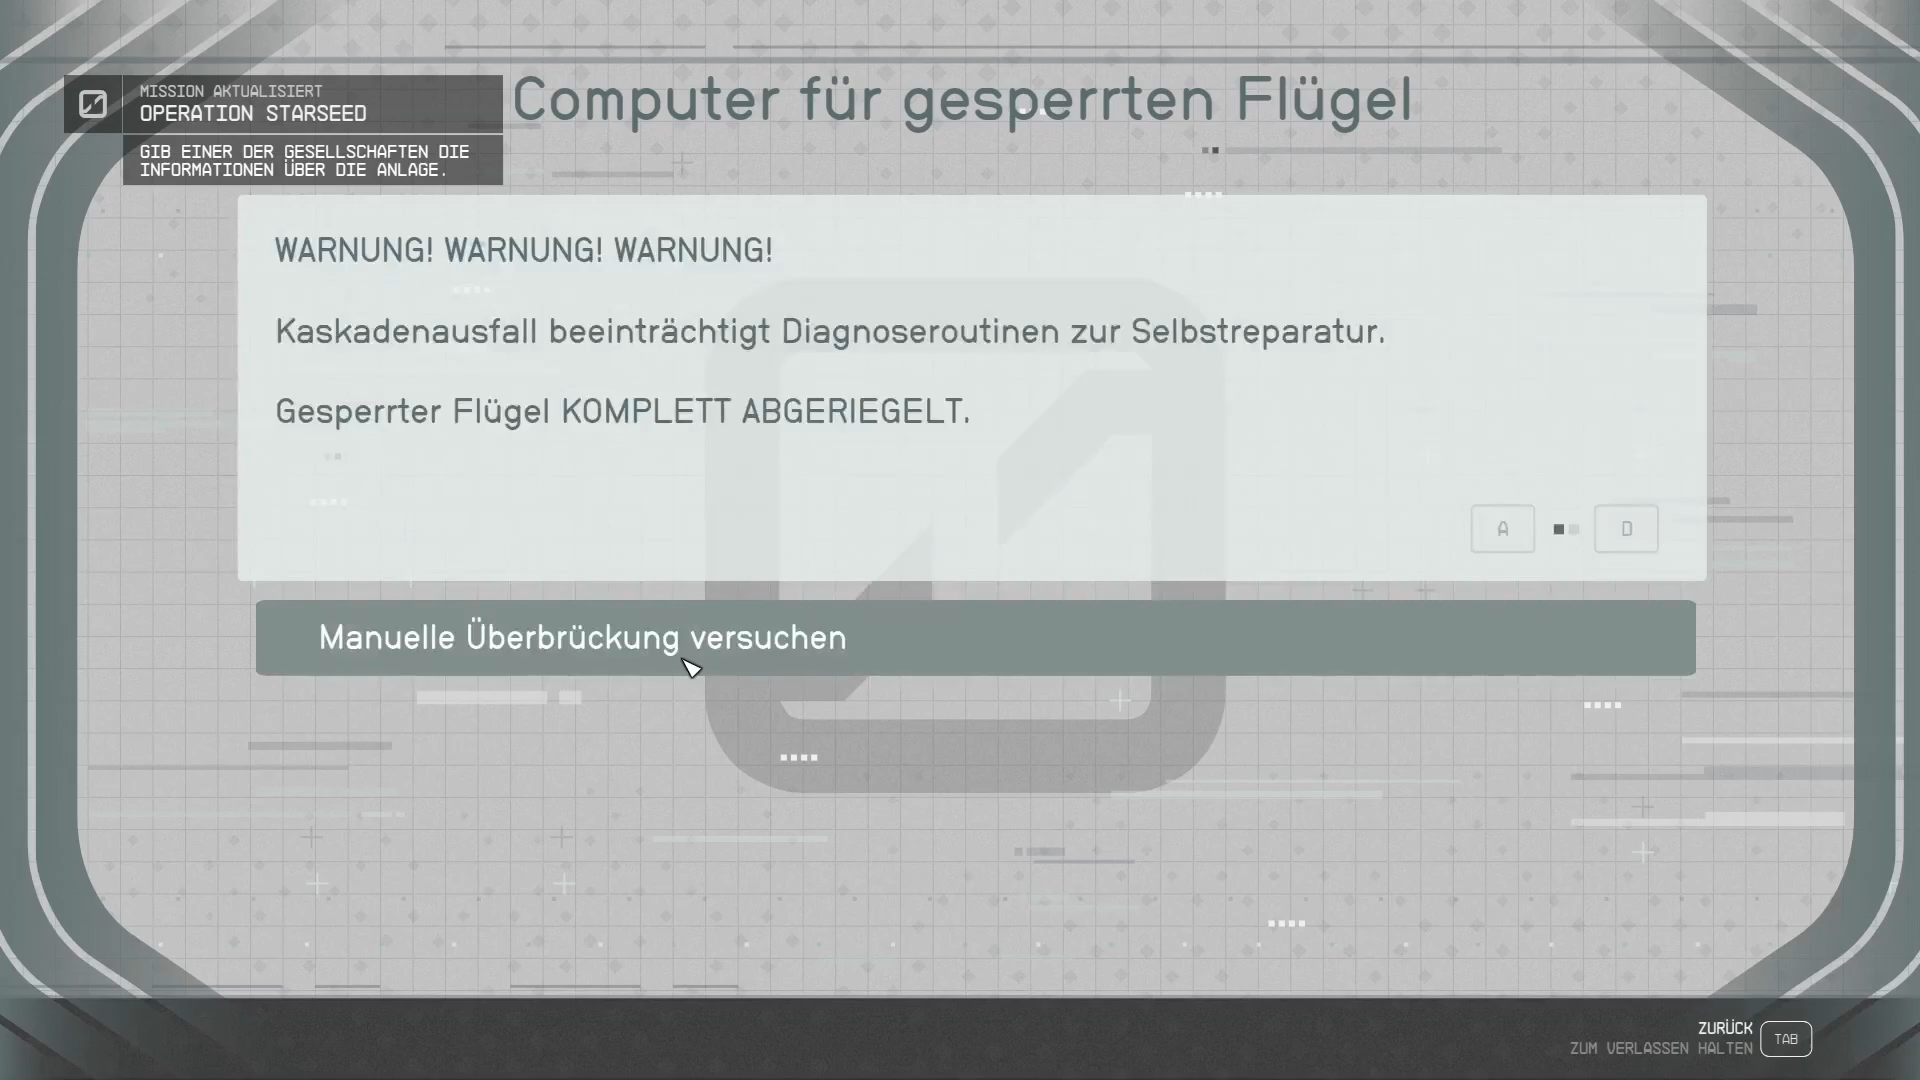 MISSION AKTUALISIERT
OPERATION STARSEED
GIB EINER DER GESELLSCHAFTEN DIE
INFORMATIONEN ÜBER DIE ANLAGE.
Computer für gesperrten Flügel
WARNUNG! WARNUNG! WARNUNG!
Kaskadenausfall beeinträchtigt Diagnoseroutinen zur Selbstreparatur.
Gesperrter Flügel KOMPLETT ABGERIEGELT.
A D
Manuelle Überbrückung versuchen
ZURÜCK
ZUM VERLASSEN HALTEN
TAB